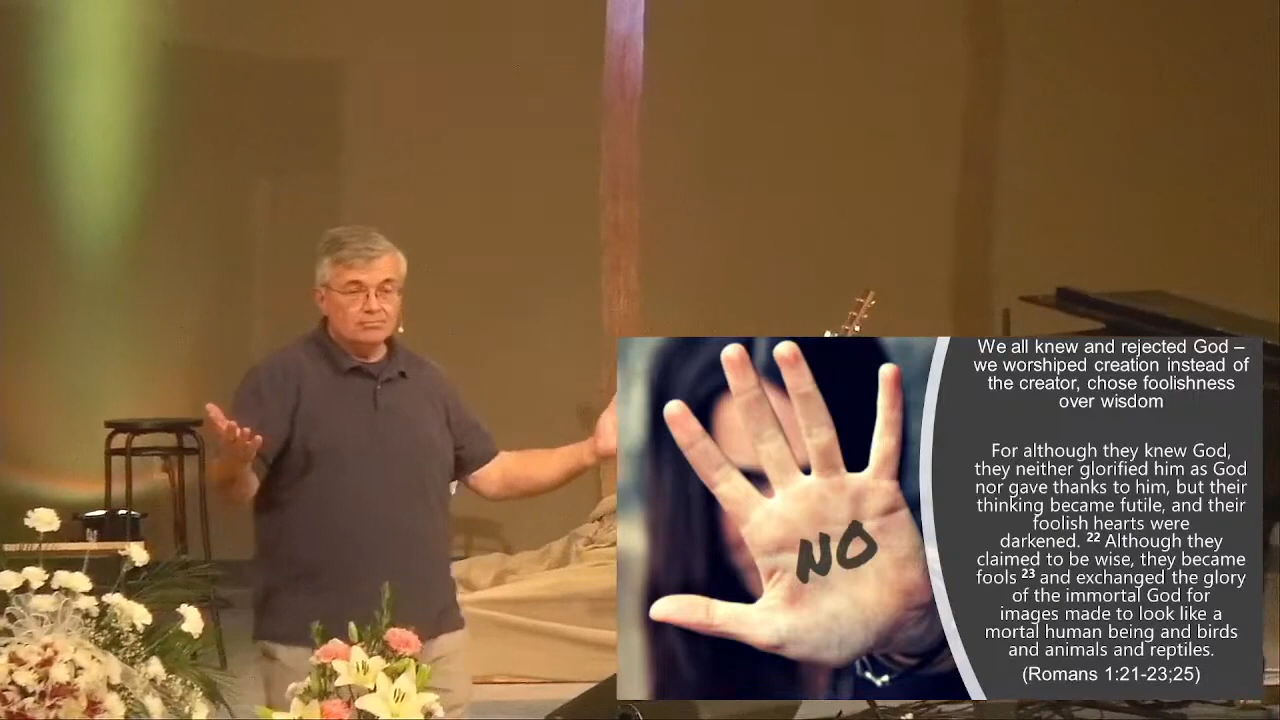 NO
We all knew and rejected God –
we worshiped creation instead of
the creator, chose foolishness
over wisdom
For although they knew God,
they neither glorified him as God
nor gave thanks to him, but their
thinking became futile, and their
foolish hearts were
darkened. 22 Although they
claimed to be wise, they became
fools 23 and exchanged the glory
of the immortal God for
images made to look like a
mortal human being and birds
and animals and reptiles.
(Romans 1:21-23;25)